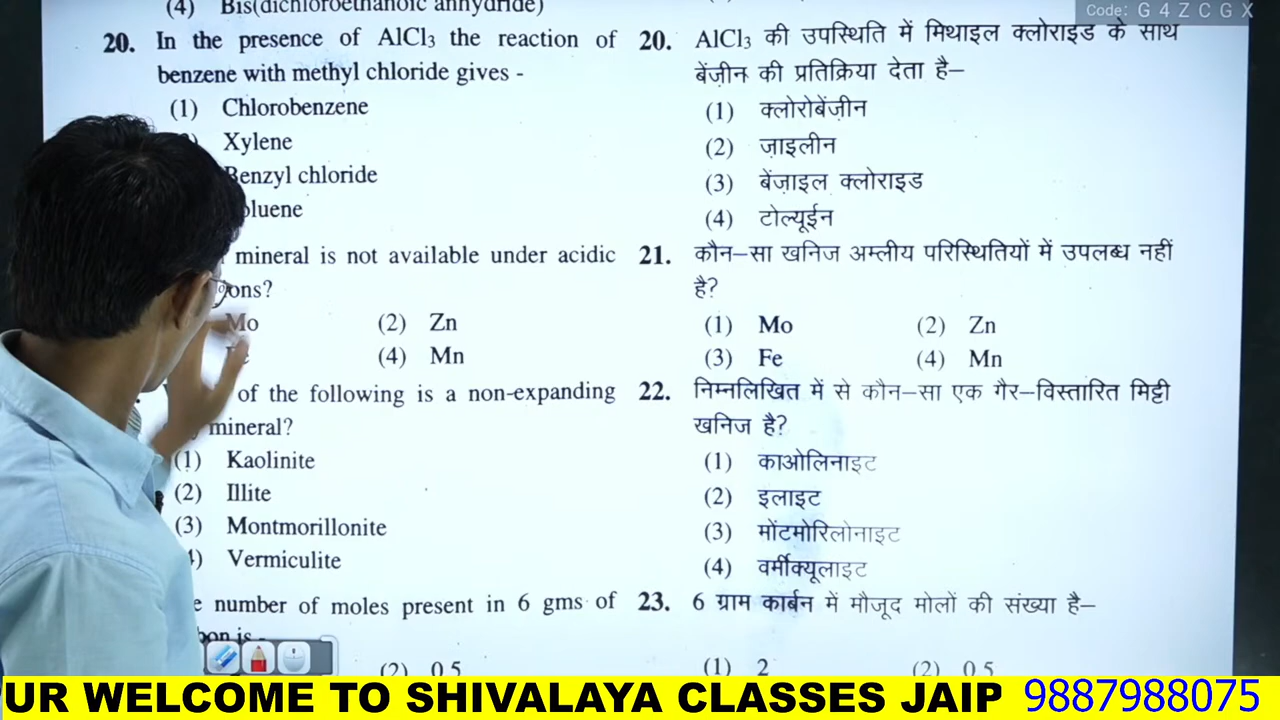 (4) Bis(dichloroethanoic anhydride)
Code: G 4 Z C G X
20. In the presence of AlCl3 the reaction of
benzene with methyl chloride gives -
(1) Chlorobenzene
Xylene
Benzyl chloride
mineral is not available under acidic
Mo (2) Zn
(4) Mn
of the following is a non-expanding
mineral?
(1) Kaolinite
(2) Illite
(3) Montmorillonite
Vermiculite
number of moles present in 6 gms of
(2) 0.5
20. AlCl3 की उपस्थिति में मिथाइल क्लोराइड के साथ
बेंज़ीन की प्रतिक्रिया देता है–
(1) क्लोरोबेंज़ीन
(2) ज़ाइलीन
(3) बेंज़ाइल क्लोराइड
(4) टोल्यूईन
21. कौन–सा खनिज अम्लीय परिस्थितियों में उपलब्ध नहीं
है?
(1) Mo (2) Zn
(3) Fe (4) Mn
22. निम्नलिखित में से कौन–सा एक गैर–विस्तारित मिट्टी
खनिज है?
(1) काओलिनाइट
(2) इलाइट
(3) मोंटमोरिलोनाइट
(4) वर्मीक्यूलाइट
23. 6 ग्राम कार्बन में मौजूद मोलों की संख्या है–
(1) 2 (2) 0.5
UR WELCOME TO SHIVALAYA CLASSES JAIP 9887988075